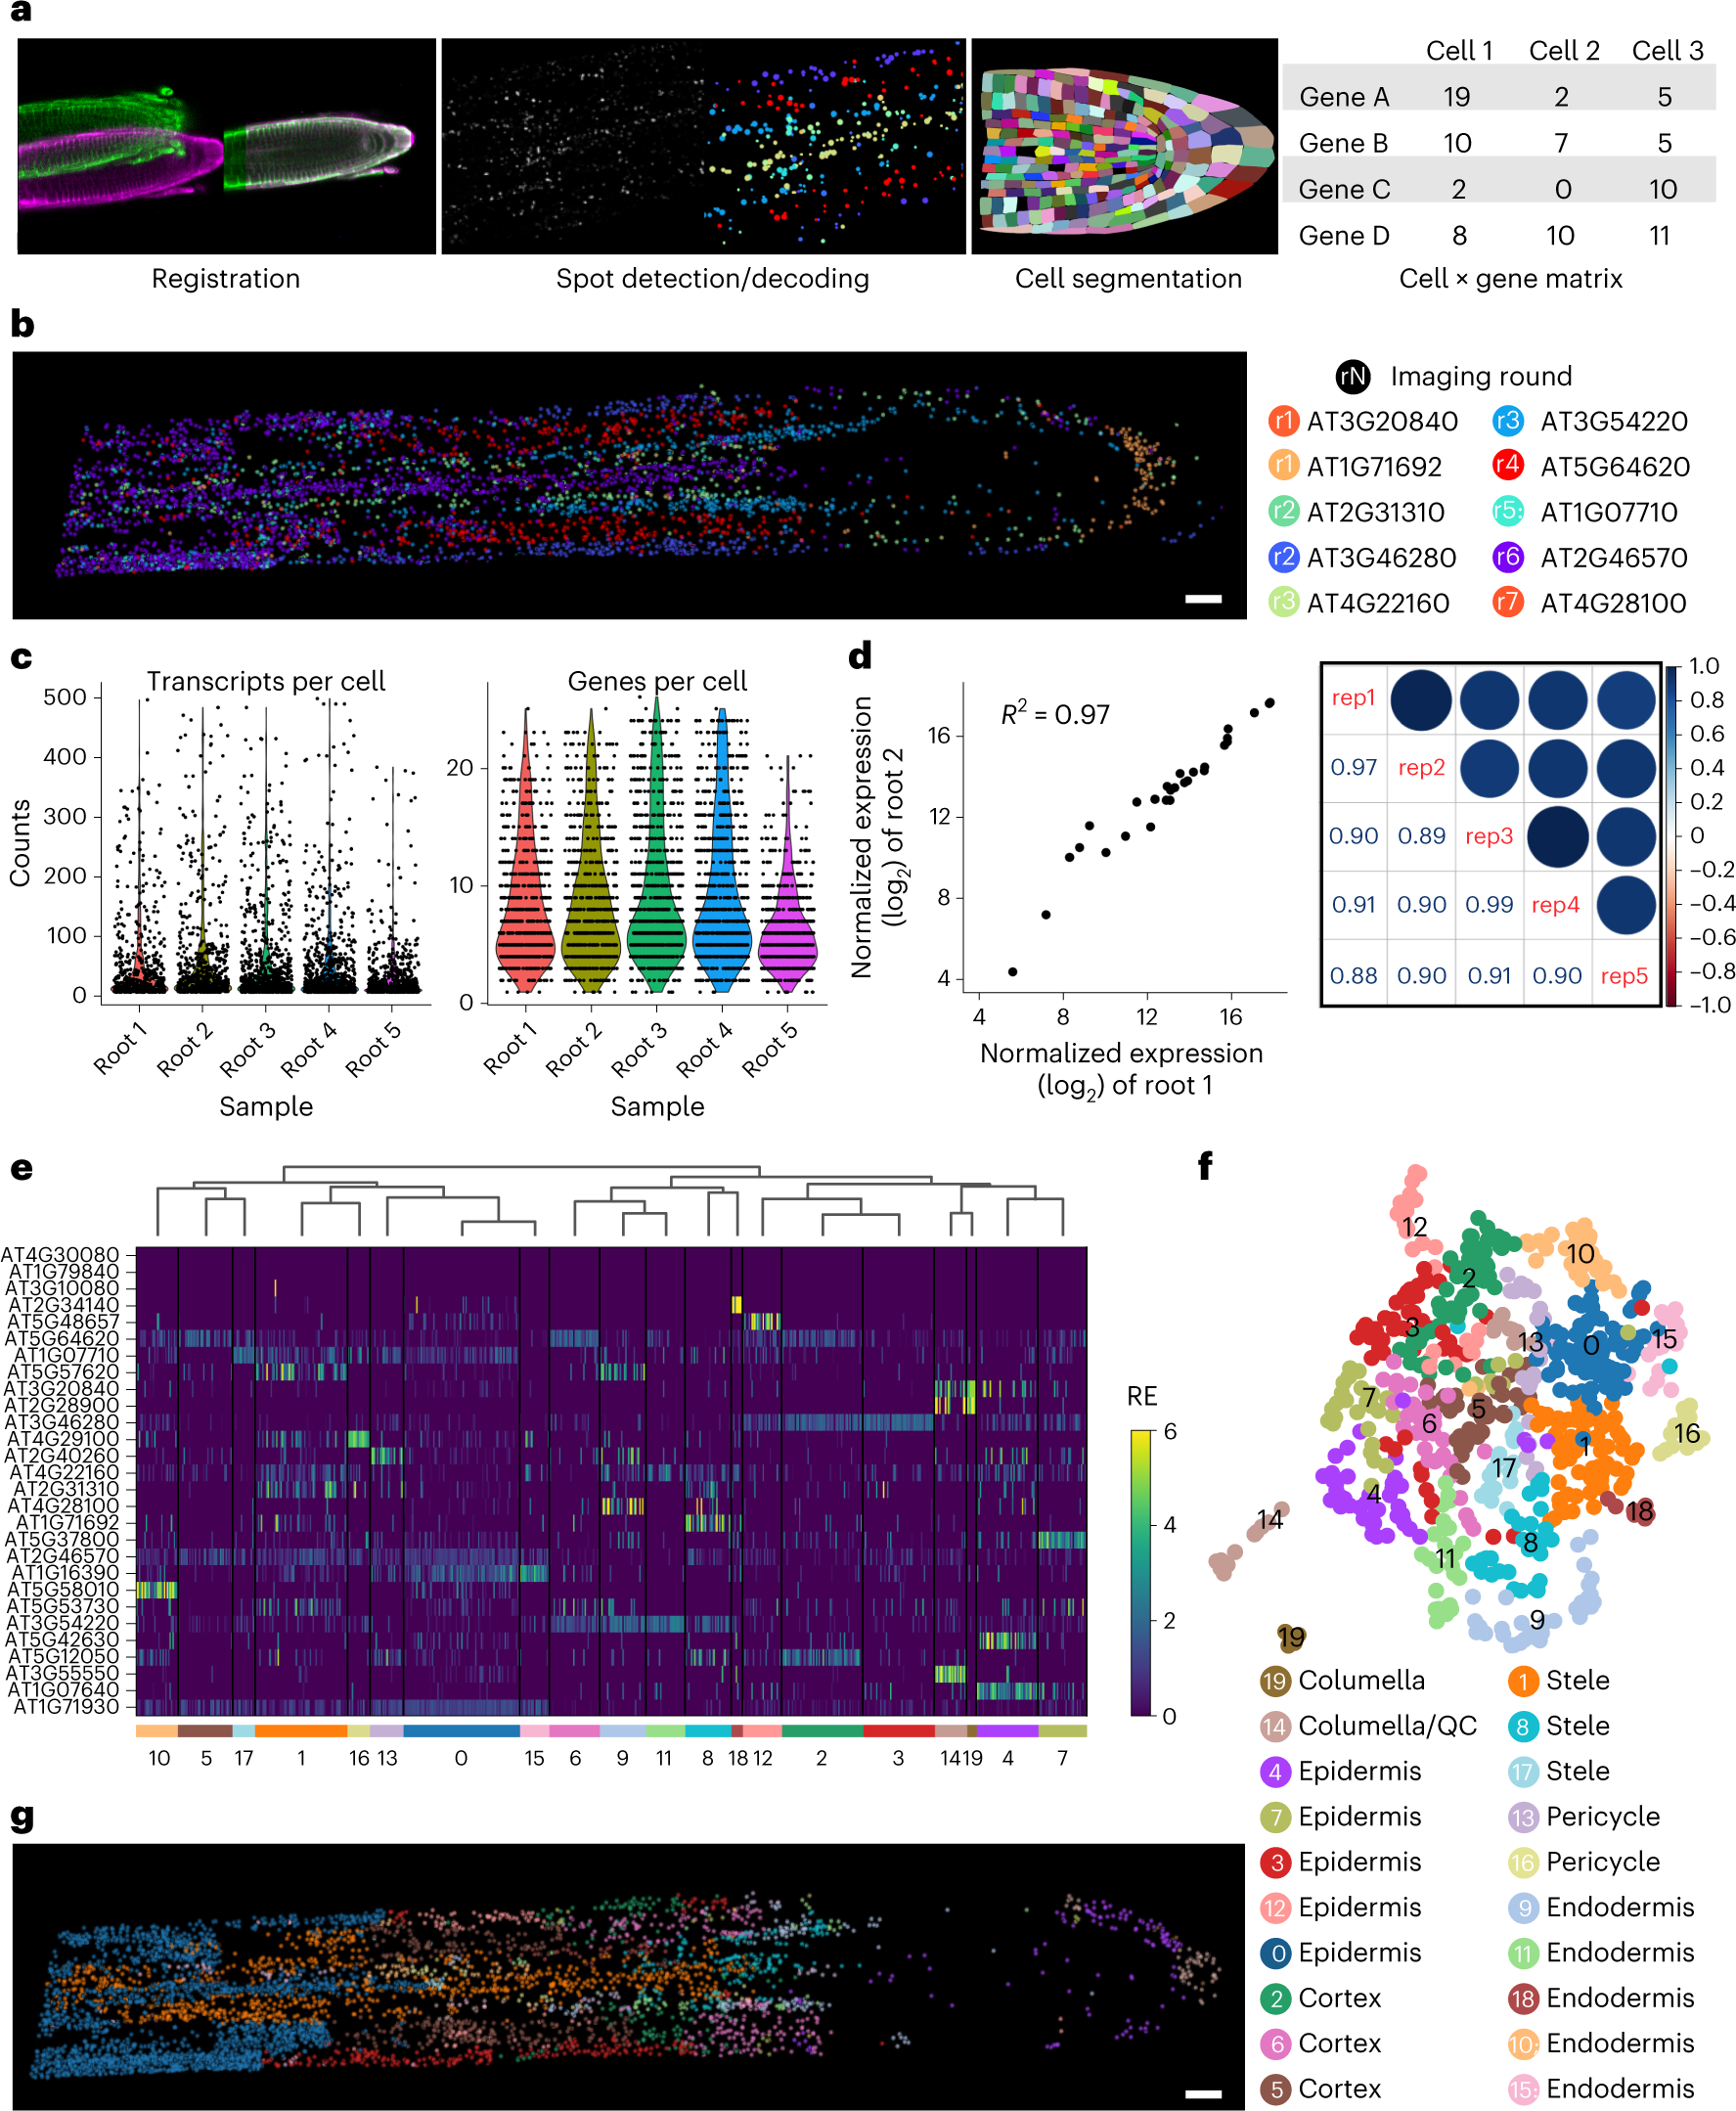 a
Cell 1 Cell 2 Cell 3
Gene A 19 2 5
Gene B 10 7 5
Gene C 2 0 10
Gene D 8 10 11
Registration Spot detection/decoding Cell segmentation Cell × gene matrix
b
rN Imaging round
r1 AT3G20840 r3 AT3G54220
r1 AT1G71692 r4 AT5G64620
r2 AT2G31310 r5: AT1G07710
r2 AT3G46280 r6 AT2G46570
r3 AT4G22160 r7 AT4G28100
c
Transcripts per cell
Counts
500
400
300
200
100
0
Root 1 Root 2 Root 3 Root 4 Root 5
Sample
Genes per cell
20
10
0
Root 1 Root 2 Root 3 Root 4 Root 5
Sample
d
Normalized expression
(log2) of root 2
R2 = 0.97
16
12
8
4
4 8 12 16
Normalized expression
(log2) of root 1
rep1
0.97 rep2
0.90 0.89 rep3
0.91 0.90 0.99 rep4
0.88 0.90 0.91 0.90 rep5
1.0
0.8
0.6
0.4
0.2
0
−0.2
−0.4
−0.6
−0.8
−1.0
e
AT4G30080
AT1G79840
AT3G10080
AT2G34140
AT5G48657
AT5G64620
AT1G07710
AT5G57620
AT3G20840
AT2G28900
AT3G46280
AT4G29100
AT2G40260
AT4G22160
AT2G31310
AT4G28100
AT1G71692
AT5G37800
AT2G46570
AT1G16390
AT5G58010
AT5G53730
AT3G54220
AT5G42630
AT5G12050
AT3G55550
AT1G07640
AT1G71930
10 5 17 1 16 13 0 15 6 9 11 8 18 12 2 3 14 19 4 7
RE
6
4
2
0
f
12
10
2
3
13
0
15
7
5
6
16
1
17
4
14
18
8
11
9
19
19 Columella 1 Stele
14 Columella/QC 8 Stele
4 Epidermis 17 Stele
7 Epidermis 13 Pericycle
3 Epidermis 16 Pericycle
12 Epidermis 9 Endodermis
0 Epidermis 11 Endodermis
2 Cortex 18 Endodermis
6 Cortex 10: Endodermis
5 Cortex 15: Endodermis
g